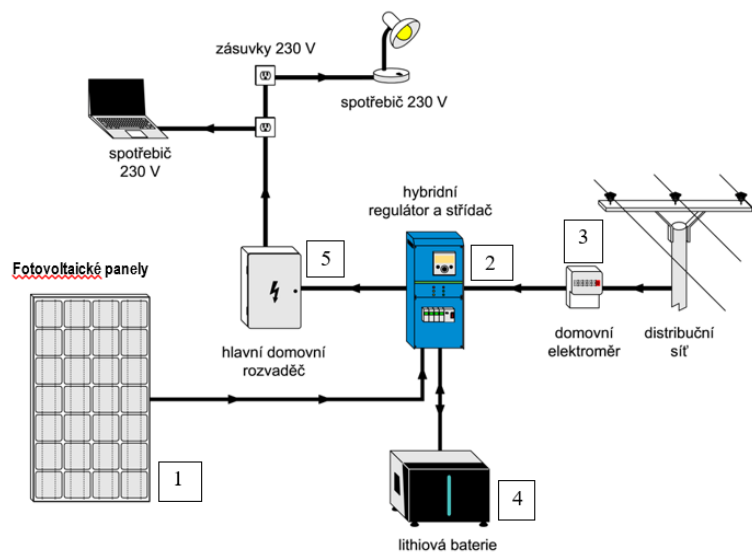 zásuvky 230 V
spotřebič 230 V
spotřebič
230 V
hybridní
regulátor a střídač
3
5
2
Fotovoltaické panely
domovní
elektroměr
distribuční
síť
hlavní domovní
rozvaděč
1
4
lithiová baterie